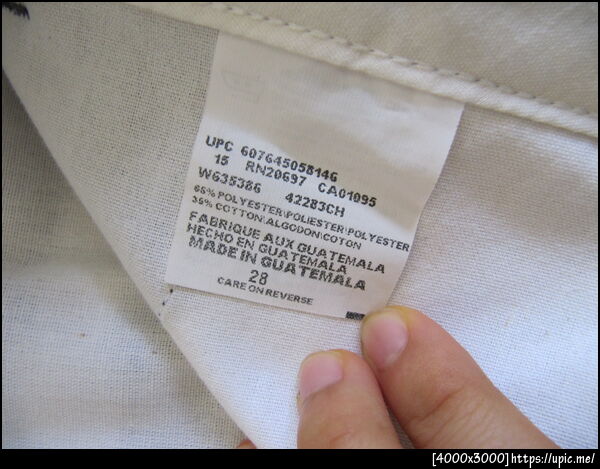 UPC 607645058146
15 RN20697 CA01095
W635386 42283CH
65% POLYESTER\POLIESTER\POLYESTER
35% COTTON\ALGODON\COTON
FABRIQUE AUX GUATEMALA
HECHO EN GUATEMALA
MADE IN GUATEMALA
28
CARE ON REVERSE
[4000x3000]https://upic.me/